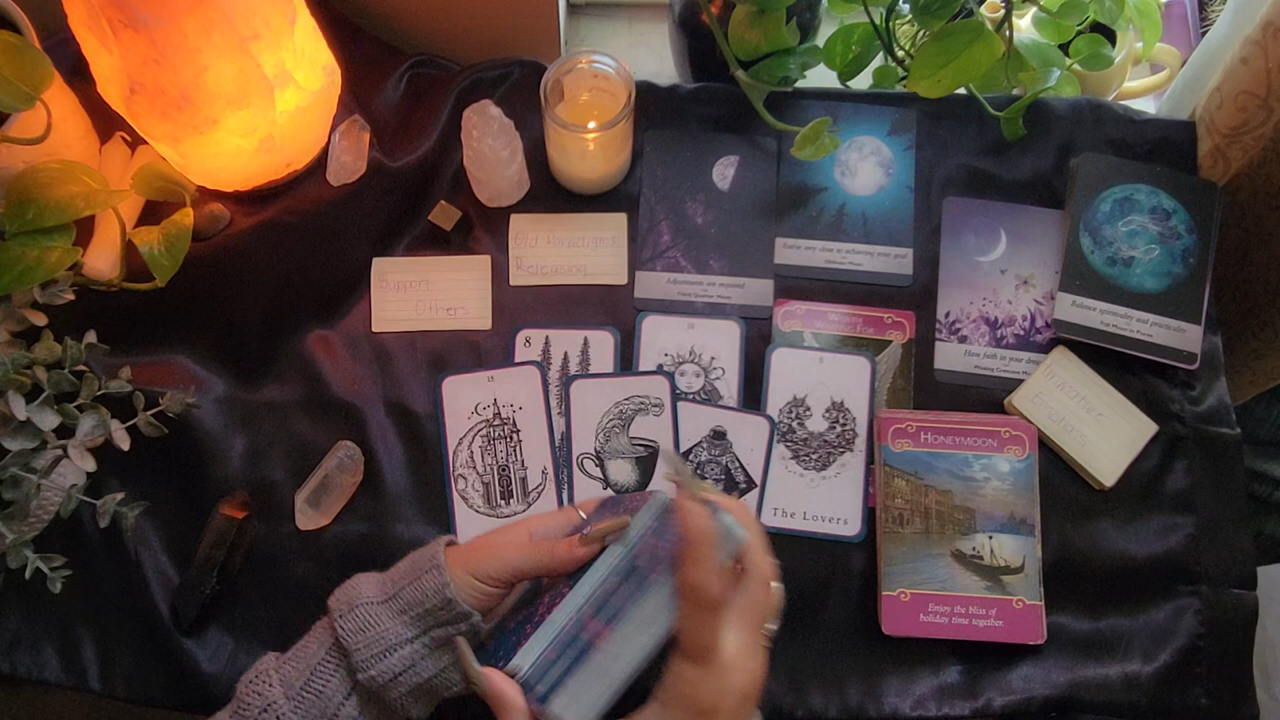 Old Paradigms
Releasing
Support
Others
Adjustments are required
Third Quarter Moon
You're very close to achieving your goal
Gibbous Moon
Have faith in your
Waxing Crescent Moon
Balance spirituality and practicality
Full Moon in Pisces
8
WORTH
WAITING FOR
15
The Lovers
HONEYMOON
Enjoy the bliss of
holiday time together.